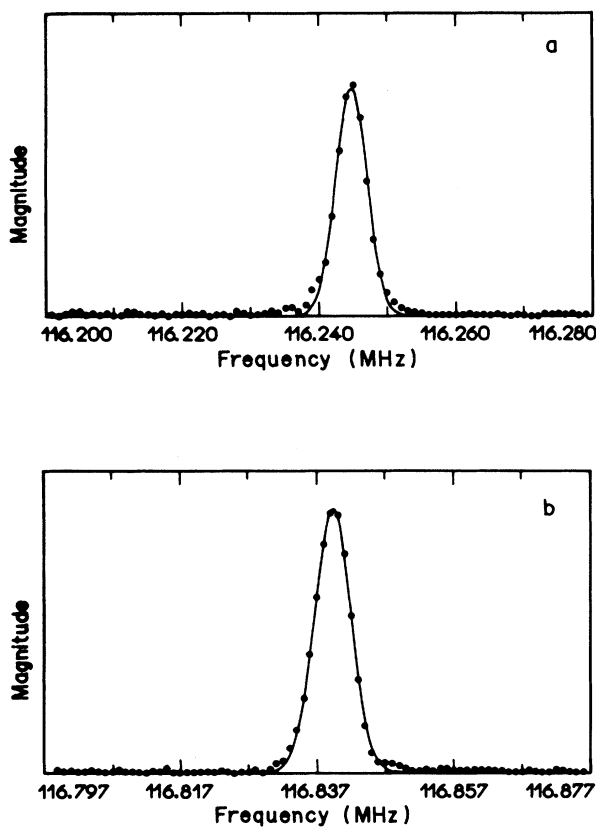 a
Magnitude
116.200 116.220 116.240 116.260 116.280
Frequency (MHz)
b
Magnitude
116.797 116.817 116.837 116.857 116.877
Frequency (MHz)